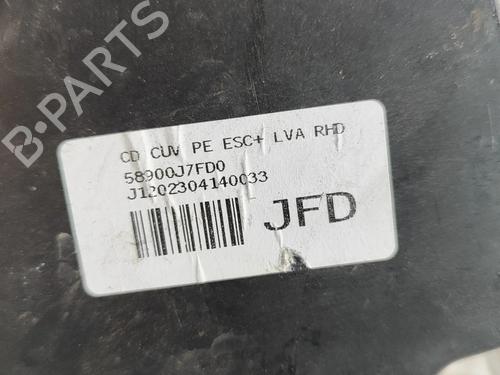 B-PARTS
CD CUV PE ESC+ LVA RHD
58900J7FD0
J1202304140033
JFD